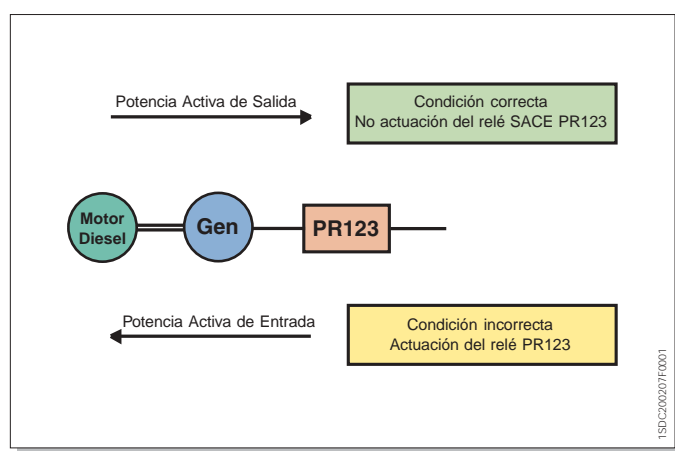 Potencia Activa de Salida
Condición correcta
No actuación del relé SACE PR123
Motor
Diesel
Gen
PR123
Potencia Activa de Entrada
Condición incorrecta
Actuación del relé PR123
1SDC200207F0001